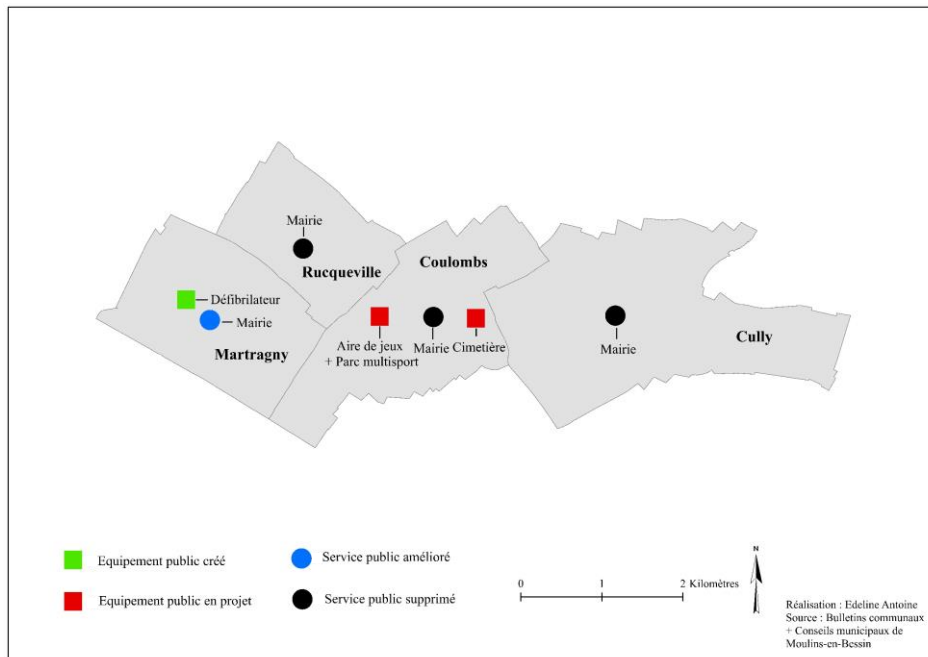 Mairie
Rucqueville
Coulombs
Défibrilateur
Mairie
Martragny
Aire de jeux
+ Parc multisport
Mairie
Cimetière
Mairie
Cully
Equipement public créé
Service public amélioré
Equipement public en projet
Service public supprimé
0 1 2 Kilomètres
N
Réalisation : Edeline Antoine
Source : Bulletins communaux
+ Conseils municipaux de
Moulins-en-Bessin